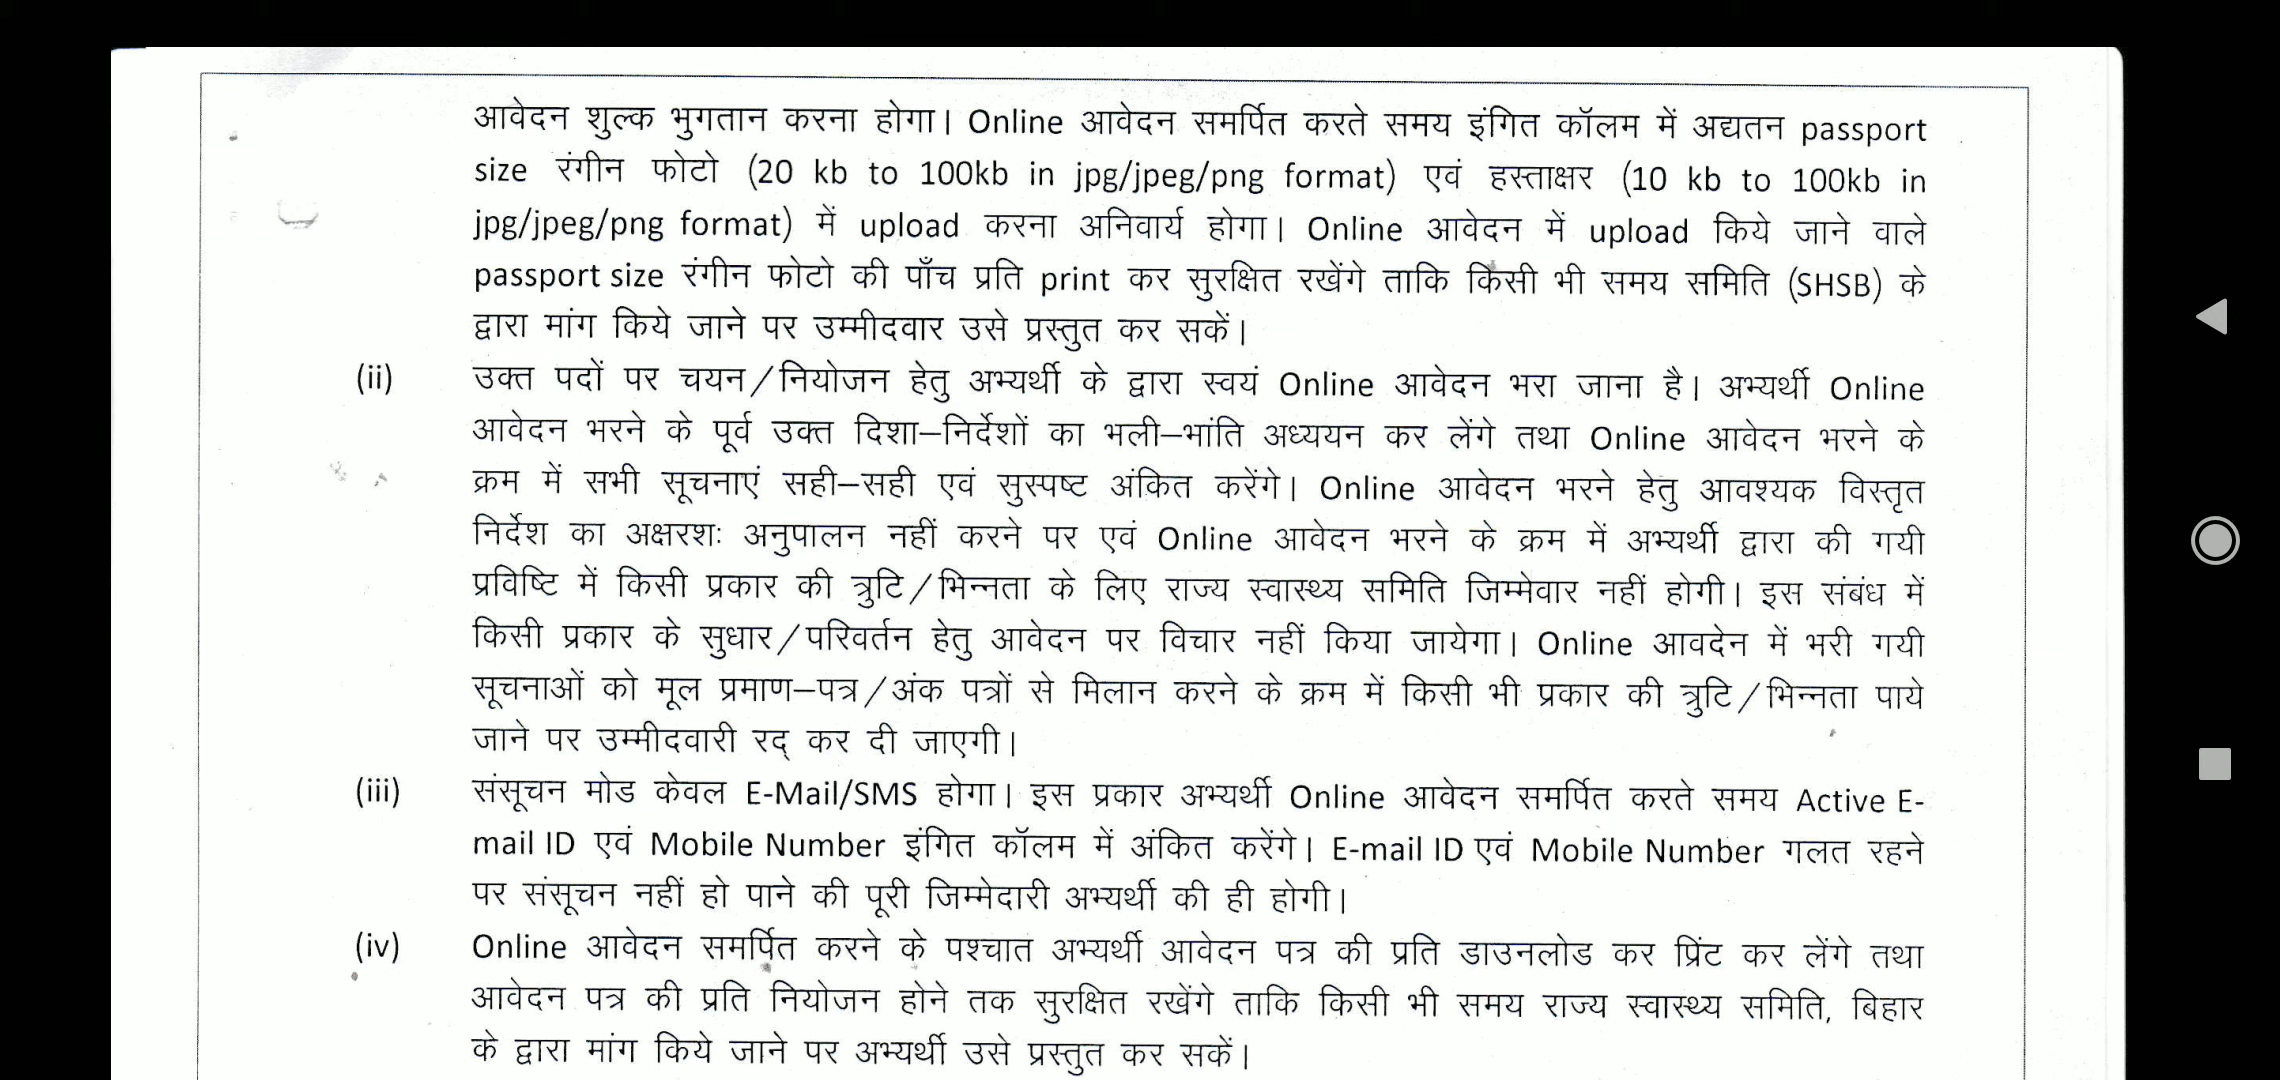 आवेदन शुल्क भुगतान करना होगा। Online आवेदन समर्पित करते समय इंगित कॉलम में अद्यतन passport
size रंगीन फोटो (20 kb to 100kb in jpg/jpeg/png format) एवं हस्ताक्षर (10 kb to 100kb in
jpg/jpeg/png format) में upload करना अनिवार्य होगा। Online आवेदन में upload किये जाने वाले
passport size रंगीन फोटो की पाँच प्रति print कर सुरक्षित रखेंगे ताकि किसी भी समय समिति (SHSB) के
द्वारा मांग किये जाने पर उम्मीदवार उसे प्रस्तुत कर सकें।
(ii) उक्त पदों पर चयन/नियोजन हेतु अभ्यर्थी के द्वारा स्वयं Online आवेदन भरा जाना है। अभ्यर्थी Online
आवेदन भरने के पूर्व उक्त दिशा–निर्देशों का भली–भांति अध्ययन कर लेंगे तथा Online आवेदन भरने के
क्रम में सभी सूचनाएं सही–सही एवं सुस्पष्ट अंकित करेंगे। Online आवेदन भरने हेतु आवश्यक विस्तृत
निर्देश का अक्षरशः अनुपालन नहीं करने पर एवं Online आवेदन भरने के क्रम में अभ्यर्थी द्वारा की गयी
प्रविष्टि में किसी प्रकार की त्रुटि/भिन्नता के लिए राज्य स्वास्थ्य समिति जिम्मेवार नहीं होगी। इस संबंध में
किसी प्रकार के सुधार/परिवर्तन हेतु आवेदन पर विचार नहीं किया जायेगा। Online आवदेन में भरी गयी
सूचनाओं को मूल प्रमाण–पत्र/अंक पत्रों से मिलान करने के क्रम में किसी भी प्रकार की त्रुटि/भिन्नता पाये
जाने पर उम्मीदवारी रद् कर दी जाएगी।
(iii) संसूचन मोड केवल E-Mail/SMS होगा। इस प्रकार अभ्यर्थी Online आवेदन समर्पित करते समय Active E-
mail ID एवं Mobile Number इंगित कॉलम में अंकित करेंगे। E-mail ID एवं Mobile Number गलत रहने
पर संसूचन नहीं हो पाने की पूरी जिम्मेदारी अभ्यर्थी की ही होगी।
(iv) Online आवेदन समर्पित करने के पश्चात अभ्यर्थी आवेदन पत्र की प्रति डाउनलोड कर प्रिंट कर लेंगे तथा
आवेदन पत्र की प्रति नियोजन होने तक सुरक्षित रखेंगे ताकि किसी भी समय राज्य स्वास्थ्य समिति, बिहार
के द्वारा मांग किये जाने पर अभ्यर्थी उसे प्रस्तुत कर सकें।